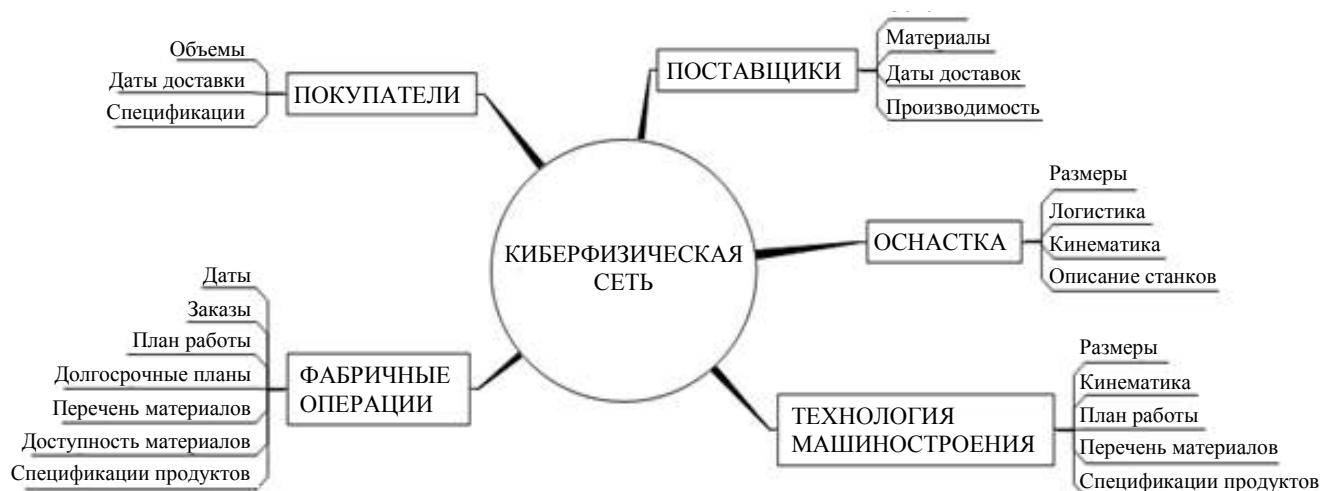 Объемы
Даты доставки
Спецификации
ПОКУПАТЕЛИ
ПОСТАВЩИКИ
Материалы
Даты доставок
Производимость
КИБЕРФИЗИЧЕСКАЯ
СЕТЬ
ОСНАСТКА
Размеры
Логистика
Кинематика
Описание станков
Даты
Заказы
План работы
Долгосрочные планы
Перечень материалов
Доступность материалов
Спецификации продуктов
ФАБРИЧНЫЕ
ОПЕРАЦИИ
ТЕХНОЛОГИЯ
МАШИНОСТРОЕНИЯ
Размеры
Кинематика
План работы
Перечень материалов
Спецификации продуктов